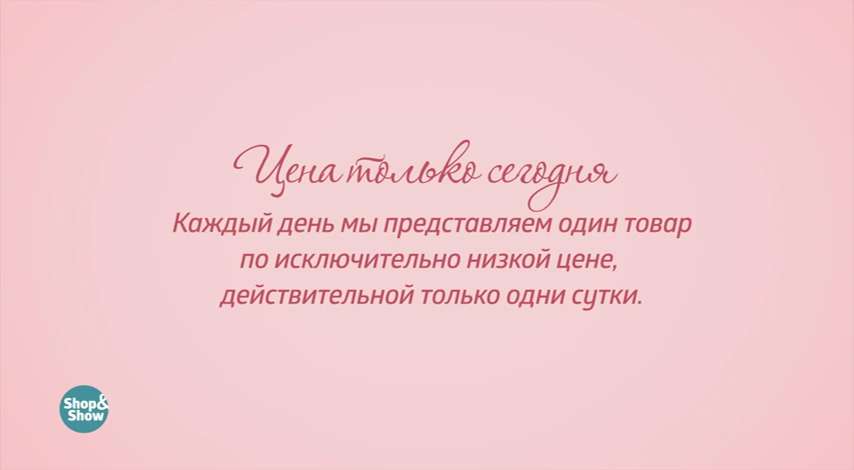 Цена только сегодня
Каждый день мы представляем один товар
по исключительно низкой цене,
действительной только одни сутки.
Shop&
Show